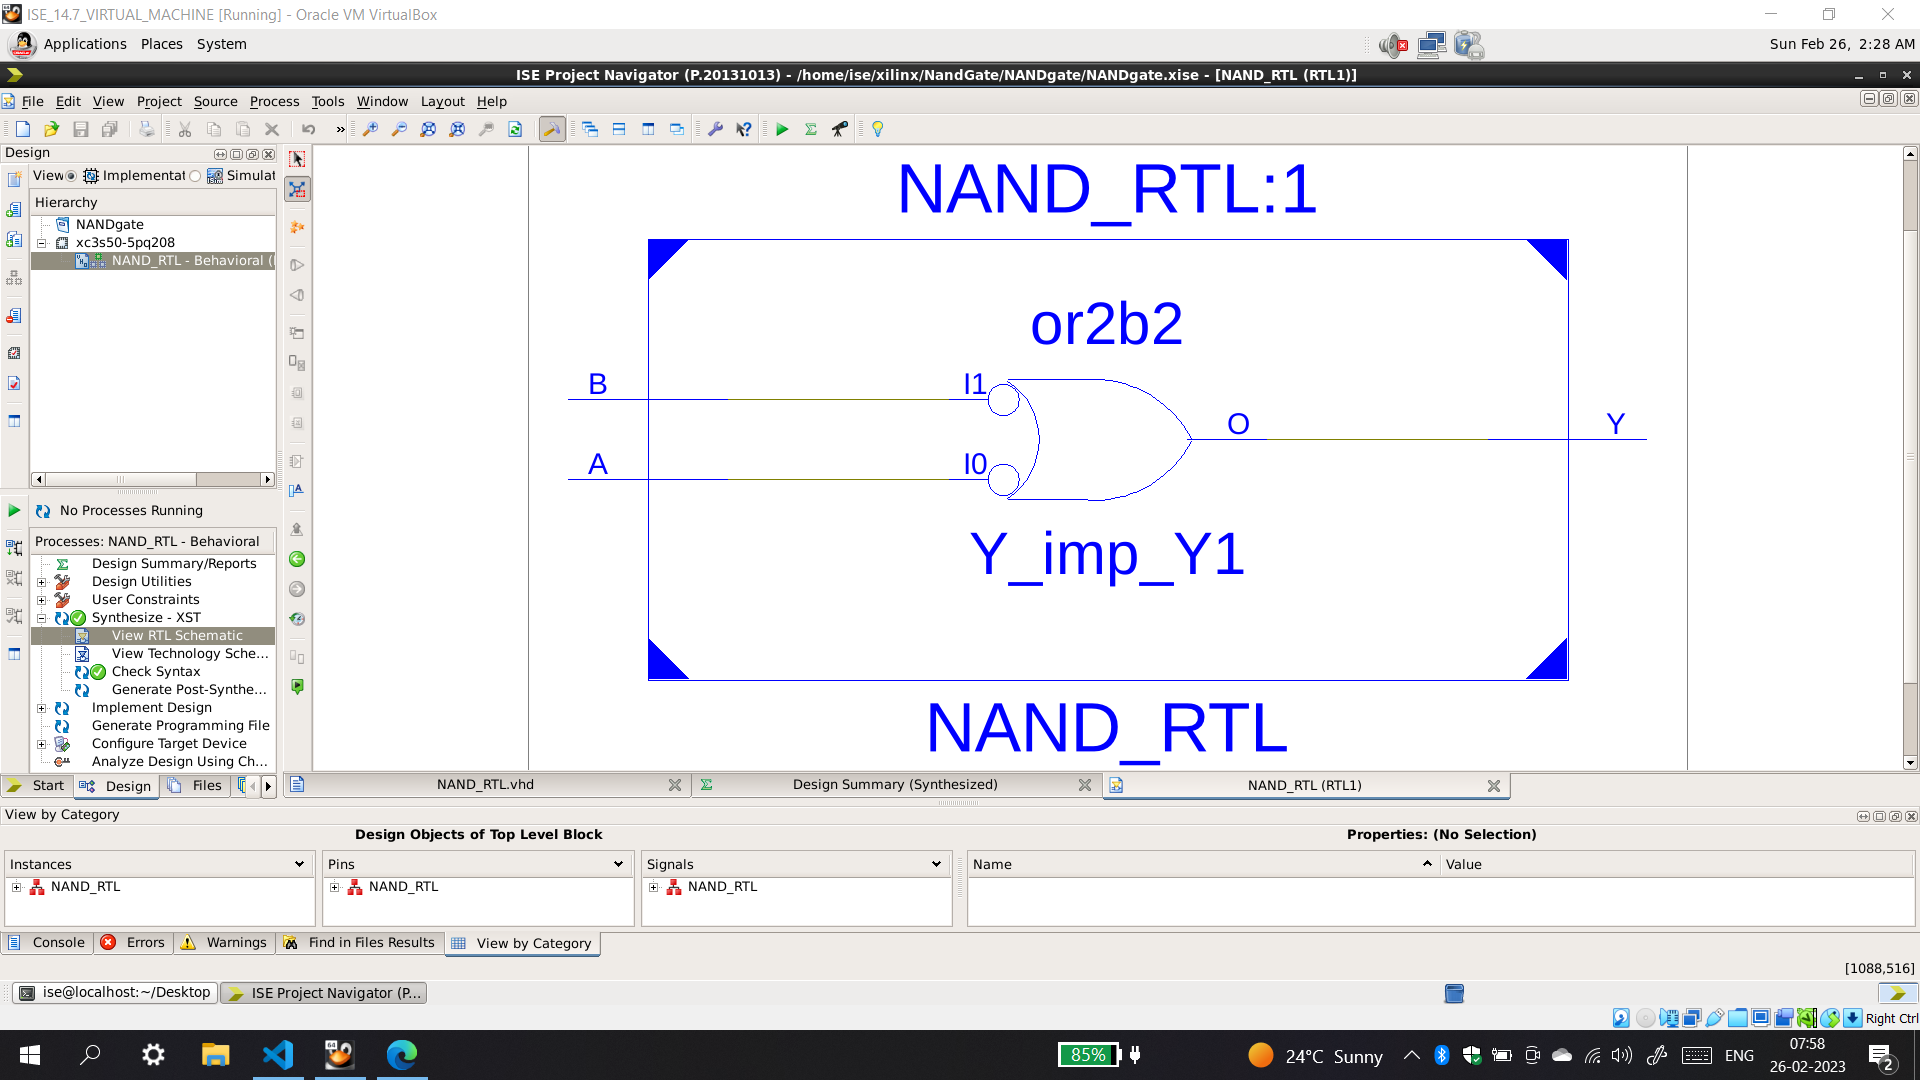 ISE_14.7_VIRTUAL_MACHINE [Running] - Oracle VM VirtualBox
Applications Places System
Sun Feb 26, 2:28 AM
ISE Project Navigator (P.20131013) - /home/ise/xilinx/NandGate/NANDgate/NANDgate.xise - [NAND_RTL (RTL1)]
File Edit View Project Source Process Tools Window Layout Help
»
Design
View Implementat Simulat
Hierarchy
NANDgate
xc3s50-5pq208
NAND_RTL - Behavioral (
No Processes Running
Processes: NAND_RTL - Behavioral
Design Summary/Reports
Design Utilities
User Constraints
Synthesize - XST
View RTL Schematic
View Technology Sche...
Check Syntax
Generate Post-Synthe...
Implement Design
Generate Programming File
Configure Target Device
Analyze Design Using Ch...
Start Design Files
NAND_RTL:1
or2b2
B I1
O Y
A I0
Y_imp_Y1
NAND_RTL
NAND_RTL.vhd Design Summary (Synthesized) NAND_RTL (RTL1)
View by Category
Design Objects of Top Level Block
Properties: (No Selection)
Instances Pins Signals Name Value
NAND_RTL NAND_RTL NAND_RTL
Console Errors Warnings Find in Files Results View by Category
[1088,516]
ise@localhost:~/Desktop ISE Project Navigator (P...
Right Ctrl
85% 24°C Sunny ENG
07:58
26-02-2023
2